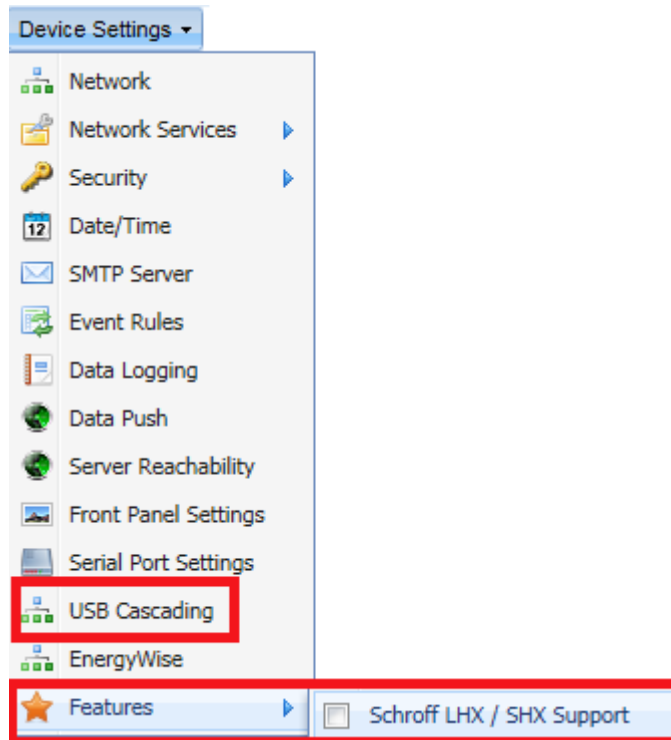 Device Settings
Network
Network Services
Security
12
Date/Time
SMTP Server
Event Rules
Data Logging
Data Push
Server Reachability
Front Panel Settings
Serial Port Settings
USB Cascading
EnergyWise
Features
Schroff LHX / SHX Support